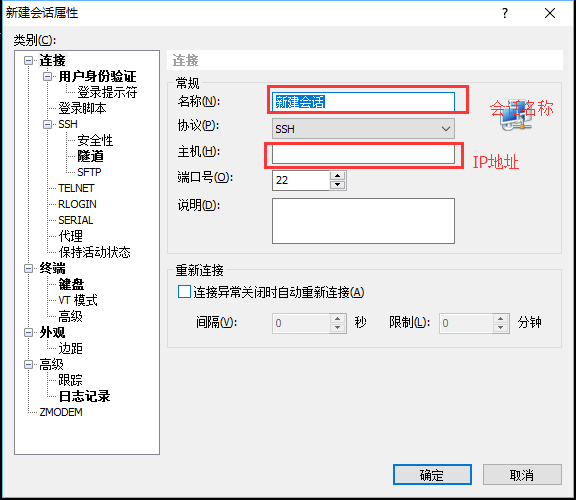 新建会话属性
类别(C):
连接
用户身份验证
登录提示符
登录脚本
SSH
安全性
隧道
SFTP
TELNET
RLOGIN
SERIAL
代理
保持活动状态
终端
键盘
VT 模式
高级
外观
边距
高级
跟踪
日志记录
ZMODEM
连接
常规
名称(N): 新建会话 会话名称
协议(P): SSH
主机(H): IP地址
端口号(O): 22
说明(D):
重新连接
连接异常关闭时自动重新连接(A)
间隔(V): 0 秒 限制(L): 0 分钟
确定 取消